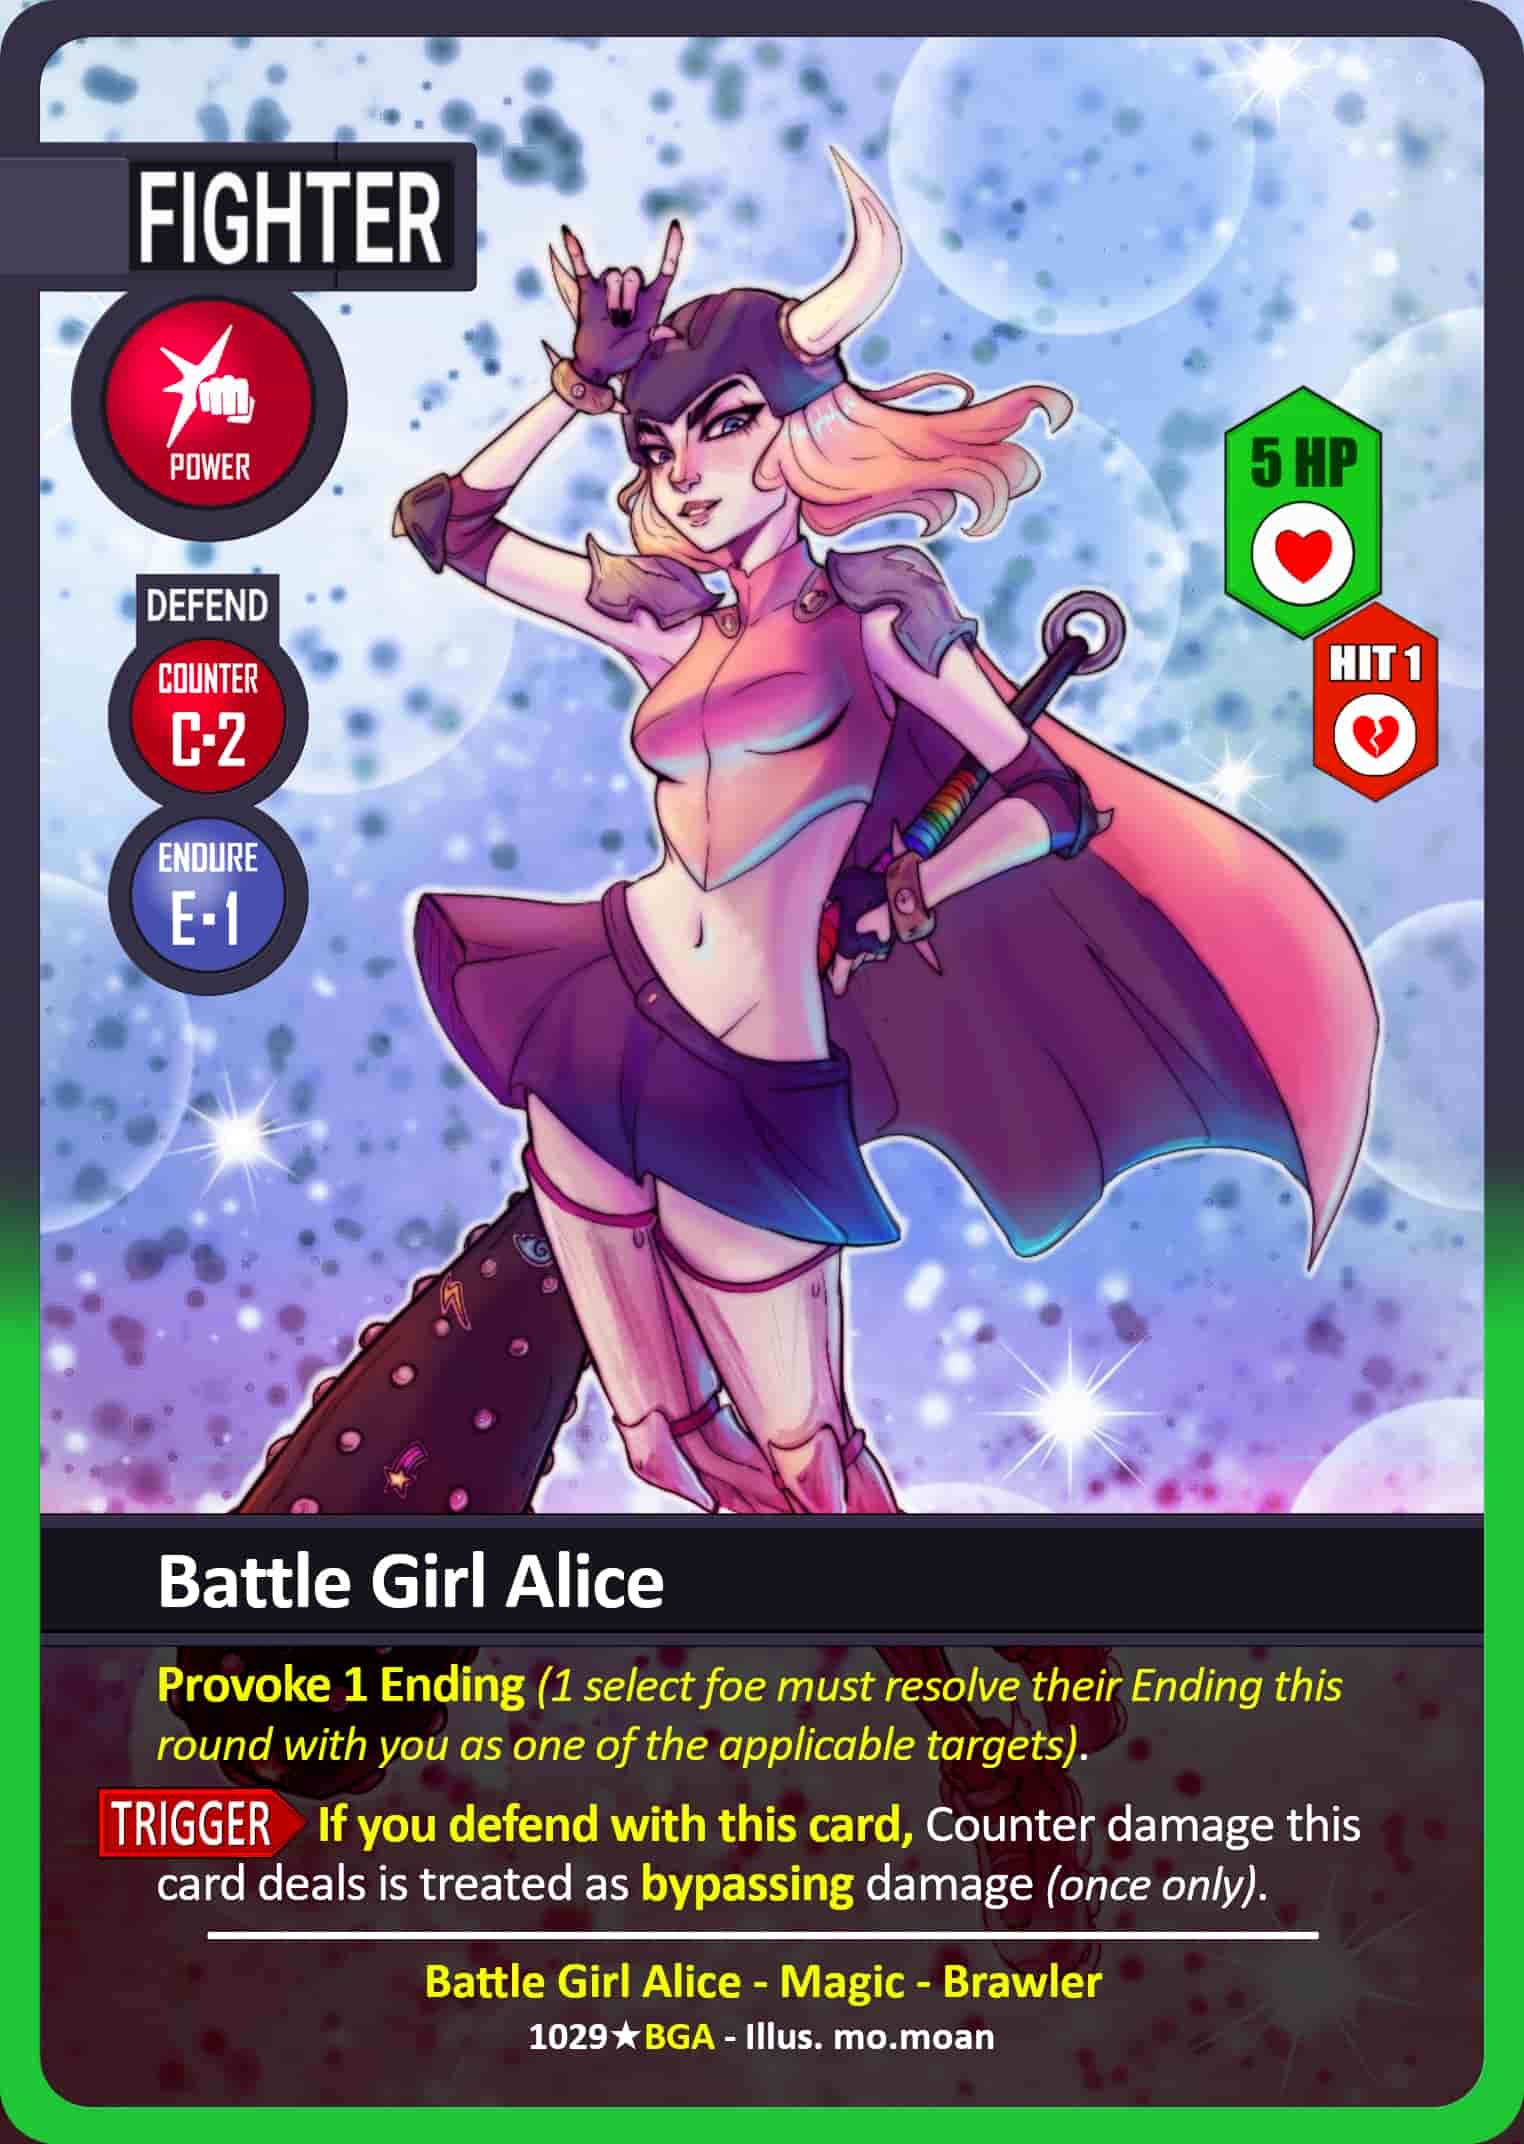 FIGHTER
POWER
DEFEND
COUNTER
C·2
ENDURE
E·1
5 HP
HIT 1
Battle Girl Alice
Provoke 1 Ending (1 select foe must resolve their Ending this
round with you as one of the applicable targets).
TRIGGER If you defend with this card, Counter damage this
card deals is treated as bypassing damage (once only).
Battle Girl Alice - Magic - Brawler
1029★BGA - Illus. mo.moan